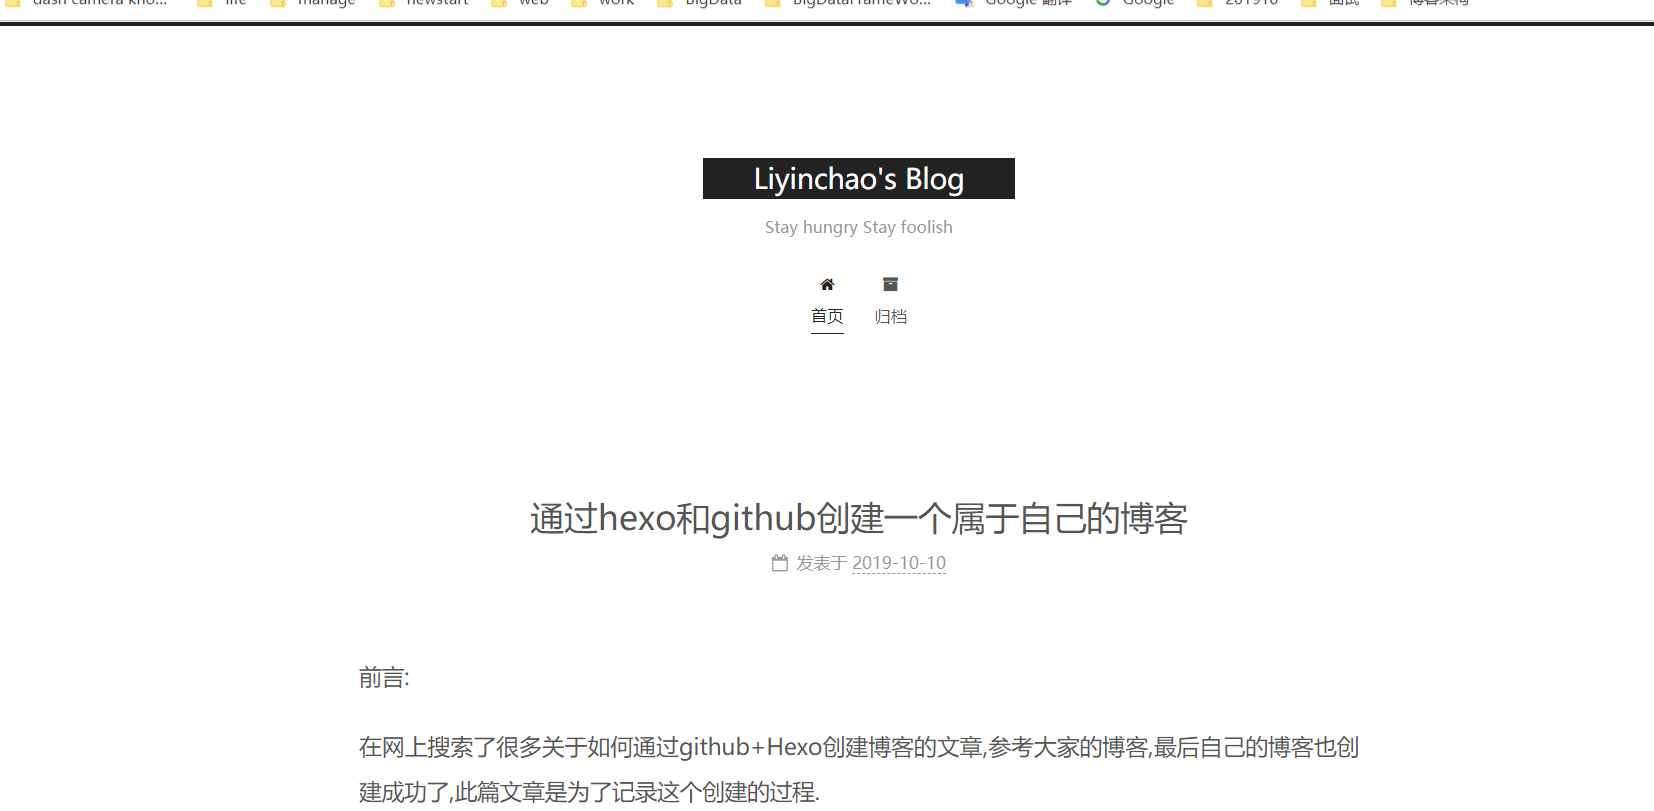 dash camera kno... life manage newstart web work BigData BigDataFrameWo... Google 翻译 Google 201910 面试 博客架构
Liyinchao's Blog
Stay hungry Stay foolish
首页 归档
通过hexo和github创建一个属于自己的博客
发表于 2019-10-10
前言:
在网上搜索了很多关于如何通过github+Hexo创建博客的文章,参考大家的博客,最后自己的博客也创
建成功了,此篇文章是为了记录这个创建的过程.